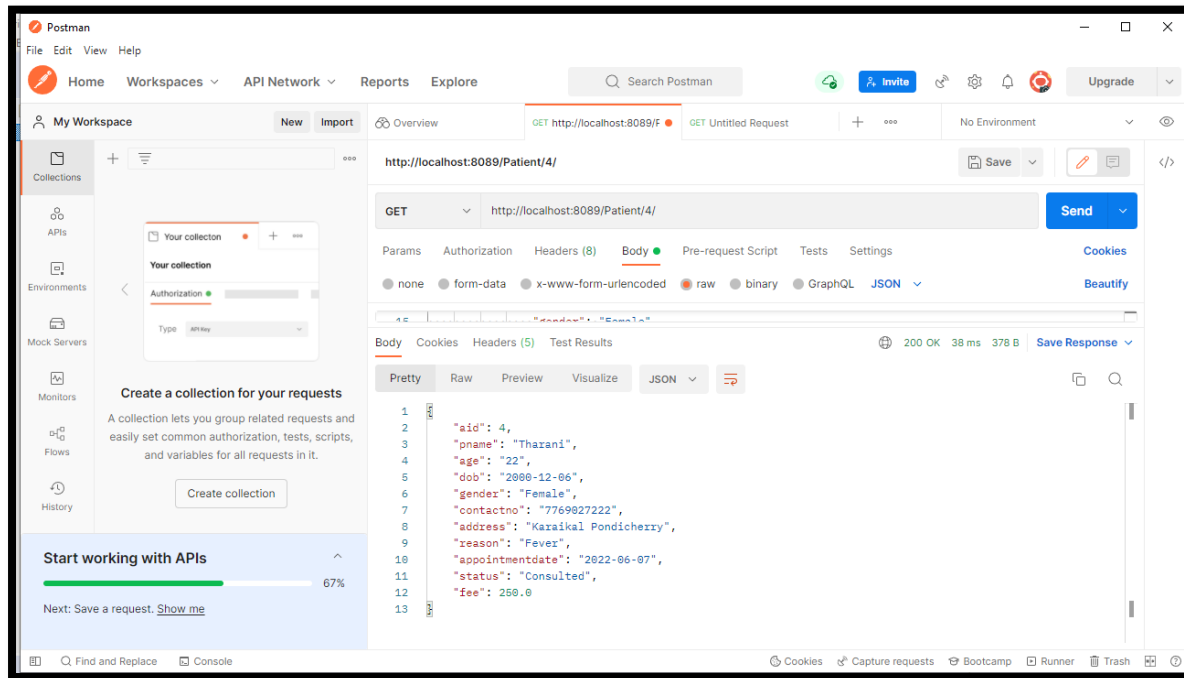 Postman
File Edit View Help
Home Workspaces API Network Reports Explore Search Postman Invite Upgrade
My Workspace New Import Overview GET http://localhost:8089/F GET Untitled Request No Environment
Collections
APIs
Environments
Mock Servers
Monitors
Flows
History
Your collecton
Your collection
Authorization
Type API Key
Create a collection for your requests
A collection lets you group related requests and
easily set common authorization, tests, scripts,
and variables for all requests in it.
Create collection
Start working with APIs
67%
Next: Save a request. Show me
http://localhost:8089/Patient/4/ Save
GET http://localhost:8089/Patient/4/ Send
Params Authorization Headers (8) Body Pre-request Script Tests Settings Cookies
none form-data x-www-form-urlencoded raw binary GraphQL JSON Beautify
15 "gender": "Female"
Body Cookies Headers (5) Test Results 200 OK 38 ms 378 B Save Response
Pretty Raw Preview Visualize JSON
1 {
2 "aid": 4,
3 "pname": "Tharani",
4 "age": "22",
5 "dob": "2000-12-06",
6 "gender": "Female",
7 "contactno": "7769027222",
8 "address": "Karaikal Pondicherry",
9 "reason": "Fever",
10 "appointmentdate": "2022-06-07",
11 "status": "Consulted",
12 "fee": 250.0
13 }
Find and Replace Console Cookies Capture requests Bootcamp Runner Trash